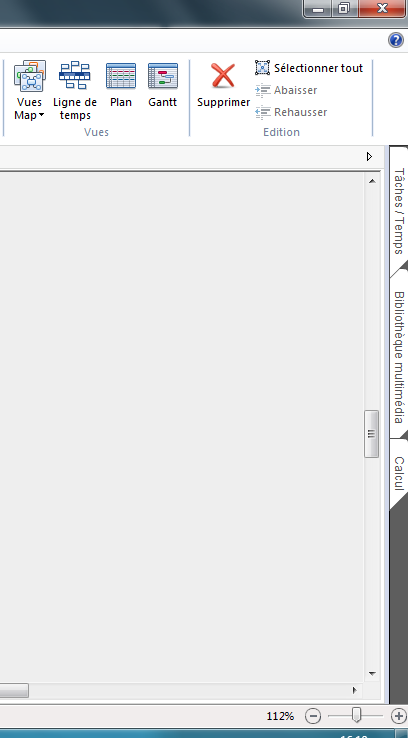 Vues
Map
Ligne de
temps
Plan
Gantt
Supprimer
Sélectionner tout
Abaisser
Rehausser
Vues
Edition
Tâches / Temps
Bibliothèque multimédia
Calcul
112%